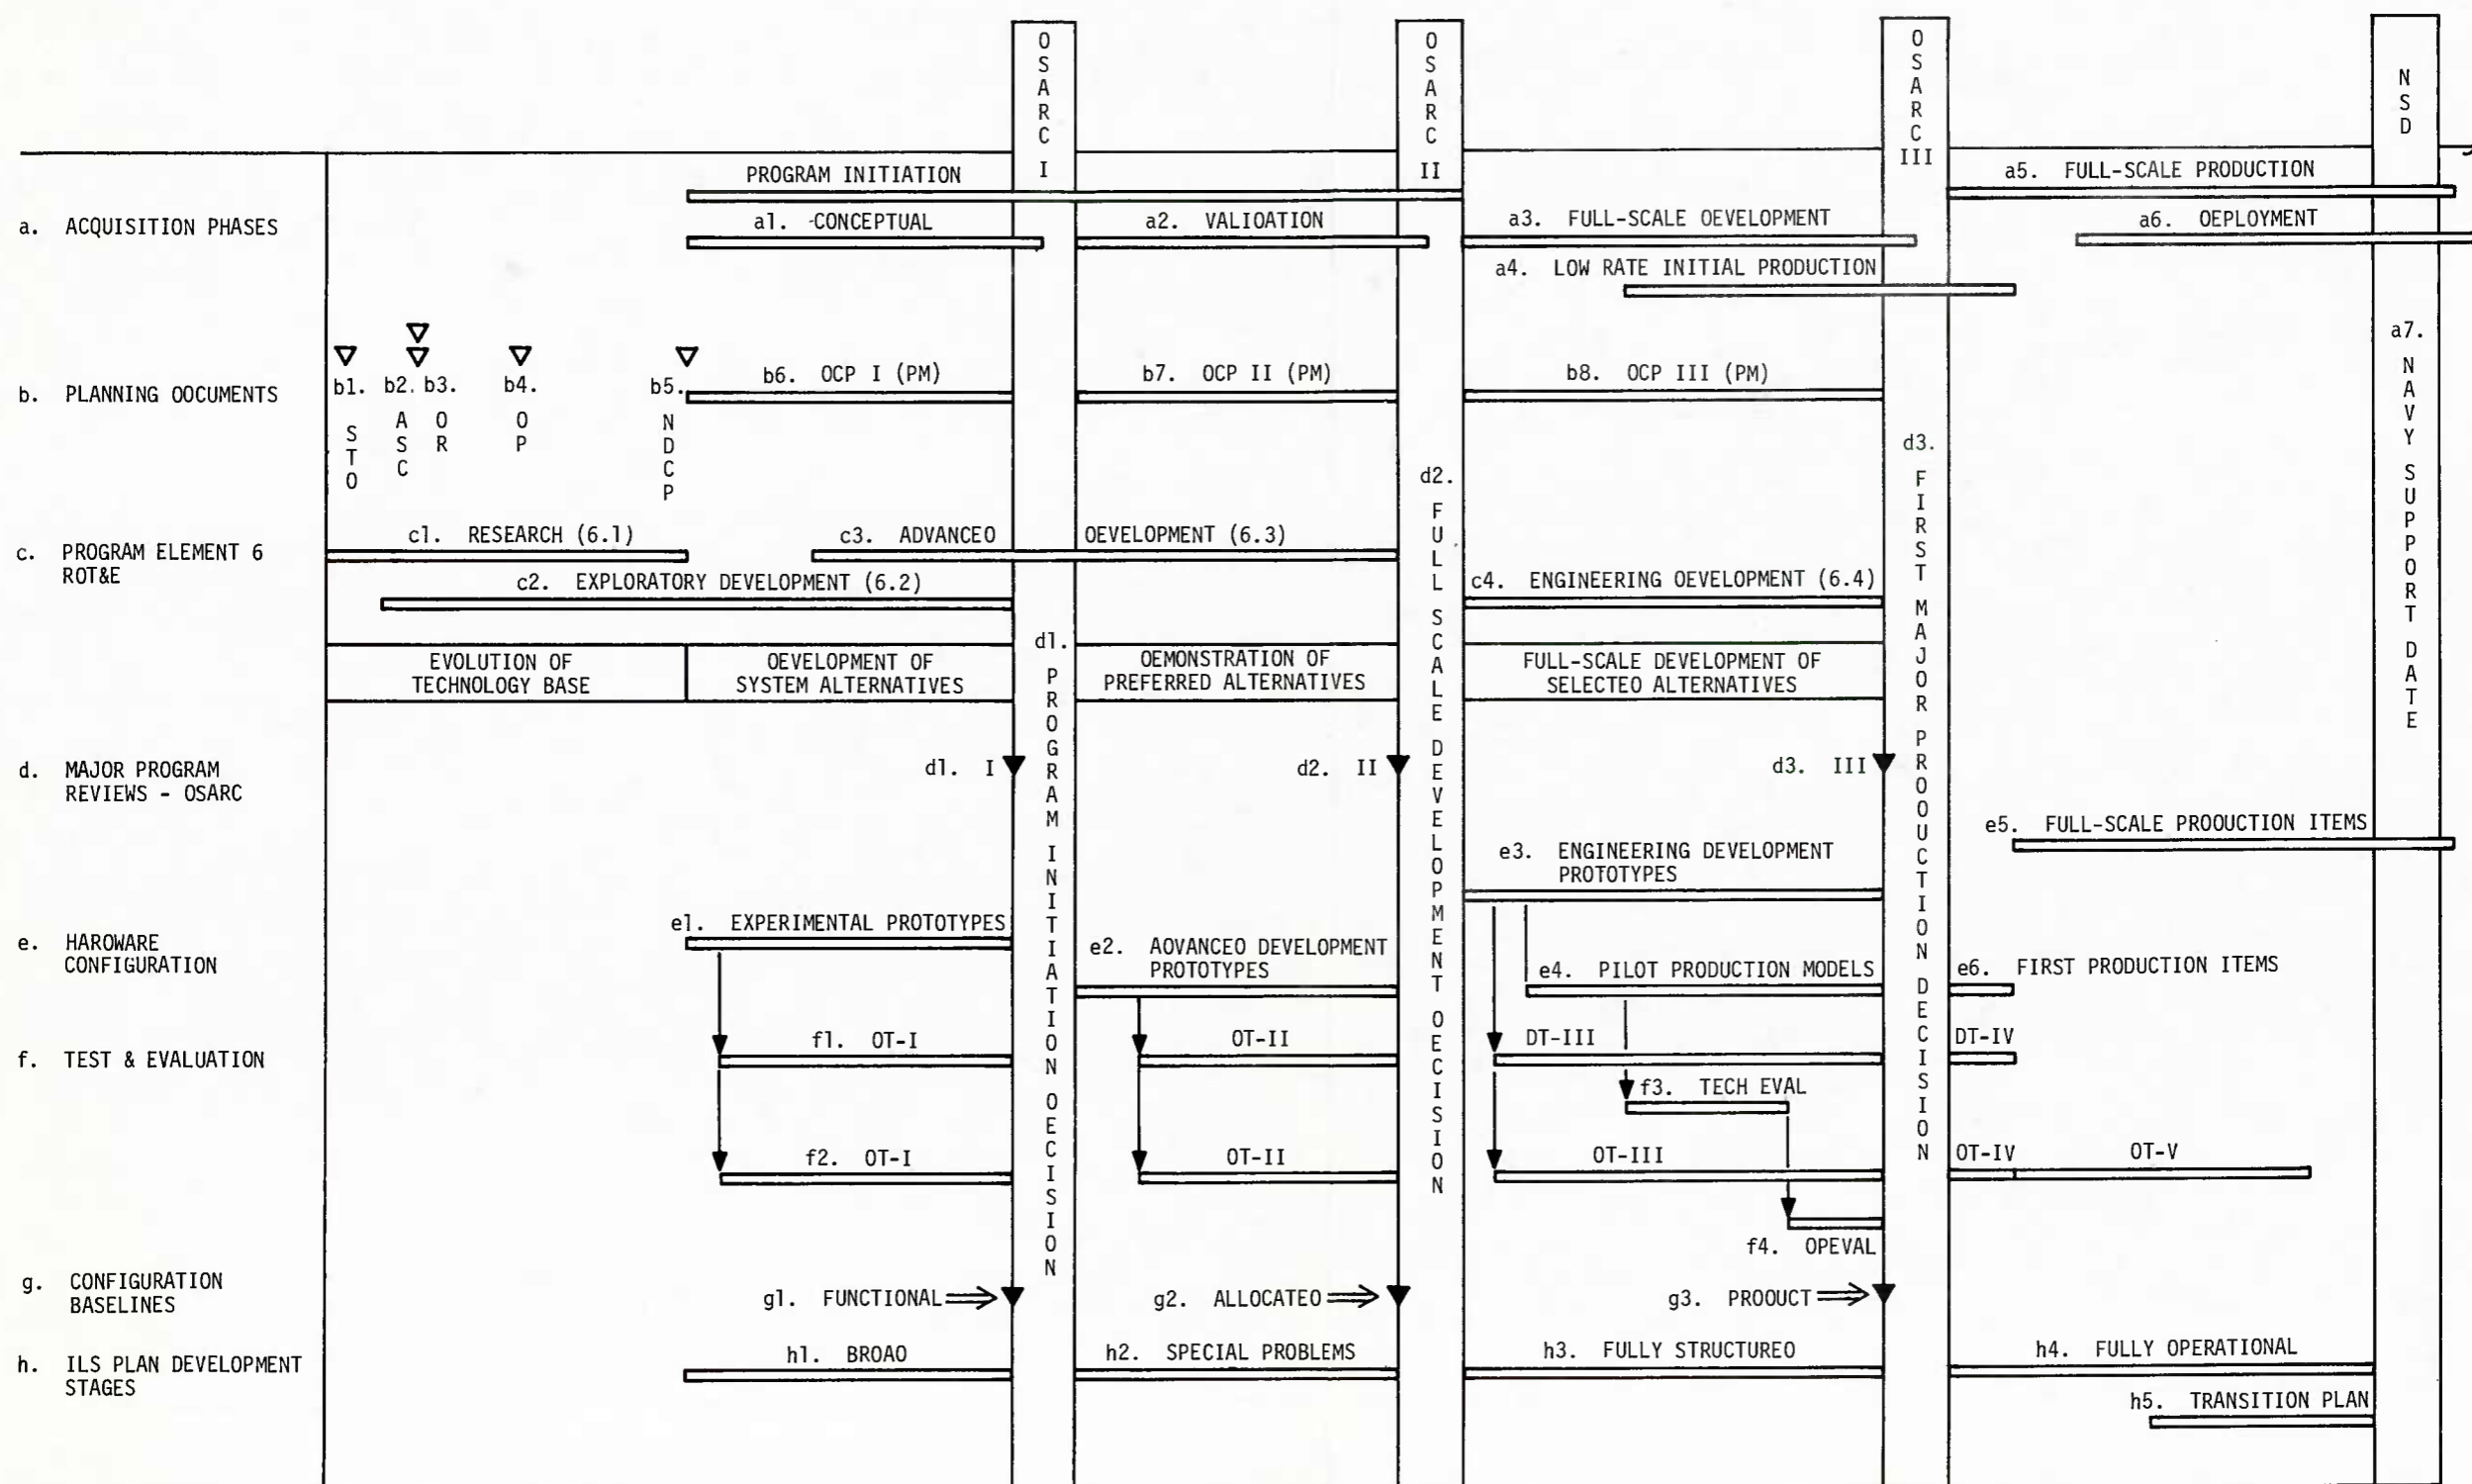 OSARC I
OSARC II
OSARC III
NSD
a. ACQUISITION PHASES
PROGRAM INITIATION
a1. CONCEPTUAL
a2. VALIOATION
a3. FULL-SCALE OEVELOPMENT
a4. LOW RATE INITIAL PRODUCTION
a5. FULL-SCALE PRODUCTION
a6. OEPLOYMENT
a7. NAVY SUPPORT DATE
b. PLANNING OOCUMENTS
b1. STO
b2. ASC
b3. OR
b4. OP
b5. NDCP
b6. OCP I (PM)
b7. OCP II (PM)
b8. OCP III (PM)
c. PROGRAM ELEMENT 6
ROT&E
c1. RESEARCH (6.1)
c3. ADVANCEO OEVELOPMENT (6.3)
c2. EXPLORATORY DEVELOPMENT (6.2)
c4. ENGINEERING OEVELOPMENT (6.4)
EVOLUTION OF
TECHNOLOGY BASE
OEVELOPMENT OF
SYSTEM ALTERNATIVES
OEMONSTRATION OF
PREFERRED ALTERNATIVES
FULL-SCALE DEVELOPMENT OF
SELECTEO ALTERNATIVES
d1. PROGRAM INITIATION OECISION
d2. FULL SCALE DEVELOPMENT OECISION
d3. FIRST MAJOR PROOUCTION DECISION
d. MAJOR PROGRAM
REVIEWS - OSARC
d1. I
d2. II
d3. III
e. HAROWARE
CONFIGURATION
e1. EXPERIMENTAL PROTOTYPES
e2. AOVANCEO DEVELOPMENT
PROTOTYPES
e3. ENGINEERING DEVELOPMENT
PROTOTYPES
e4. PILOT PRODUCTION MODELS
e5. FULL-SCALE PROOUCTION ITEMS
e6. FIRST PRODUCTION ITEMS
f. TEST & EVALUATION
f1. OT-I
OT-II
DT-III
DT-IV
f3. TECH EVAL
f2. OT-I
OT-II
OT-III
OT-IV
OT-V
f4. OPEVAL
g. CONFIGURATION
BASELINES
g1. FUNCTIONAL
g2. ALLOCATEO
g3. PROOUCT
h. ILS PLAN DEVELOPMENT
STAGES
h1. BROAO
h2. SPECIAL PROBLEMS
h3. FULLY STRUCTUREO
h4. FULLY OPERATIONAL
h5. TRANSITION PLAN